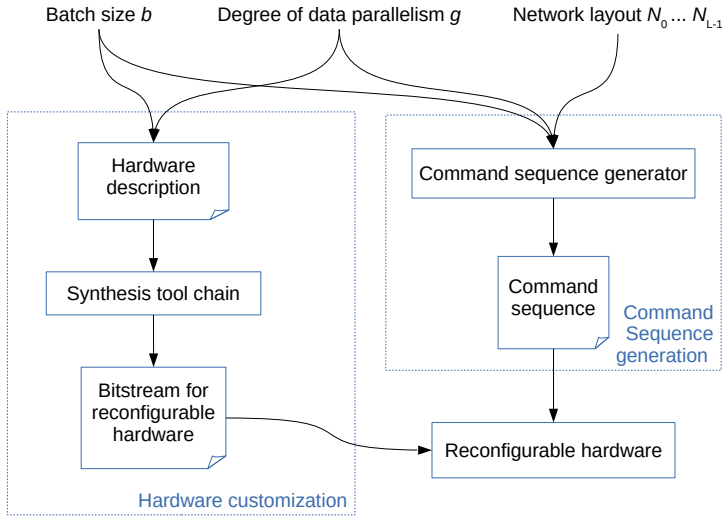 Batch size b
Degree of data parallelism g
Network layout N0 ... NL-1
Hardware
description
Synthesis tool chain
Bitstream for
reconfigurable
hardware
Hardware customization
Command sequence generator
Command
sequence
Command
Sequence
generation
Reconfigurable hardware